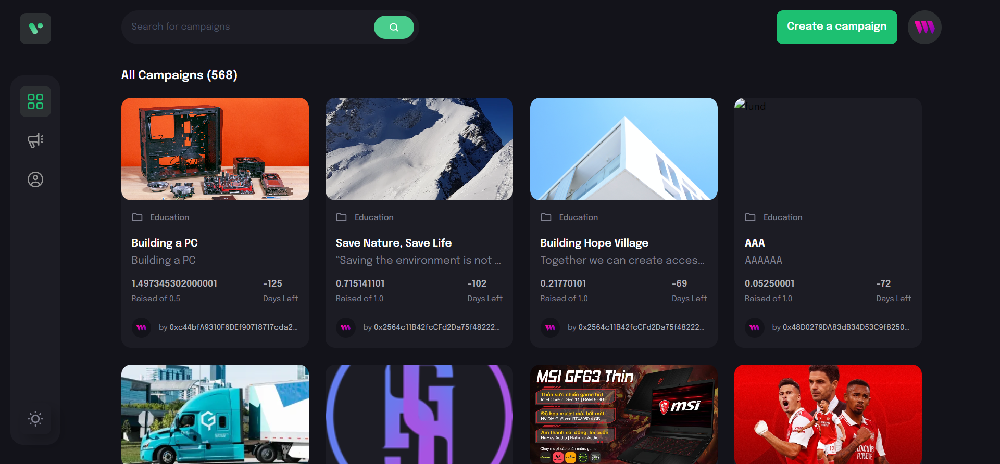 Search for campaigns
Create a campaign
All Campaigns (568)
fund
Education
Education
Education
Education
Building a PC
Save Nature, Save Life
Building Hope Village
AAA
Building a PC
“Saving the environment is not ...
Together we can create acces...
AAAAAA
1.497345302000001 -125
0.715141101 -102
0.21770101 -69
0.05250001 -72
Raised of 0.5 Days Left
Raised of 1.0 Days Left
Raised of 1.0 Days Left
Raised of 1.0 Days Left
by 0xc44bfA9310F6DEf90718717cda2...
by 0x2564c11B42fcCFd2Da75f48222...
by 0x2564c11B42fcCFd2Da75f48222...
by 0x48D0279DA83dB34D53C9f8250...
MSI GF63 Thin
Thỏa sức chiến game hot
Intel Core i5 Gen 11 | RAM 8 GB
Đồ họa mượt mà, bắt mắt
NVIDIA GeForce RTX3050 4 GB
Âm thanh sôi động, lôi cuốn
Hi-Res Audio | Nahimic Audio
Chạy mượt các phần mềm, game:
msi
Emirates
FLY BETTER
12